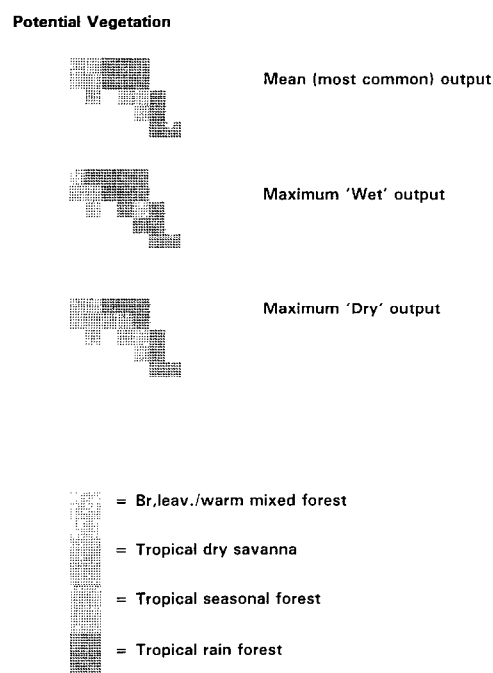 Potential Vegetation
Mean (most common) output
Maximum 'Wet' output
Maximum 'Dry' output
= Br,leav./warm mixed forest
= Tropical dry savanna
= Tropical seasonal forest
= Tropical rain forest